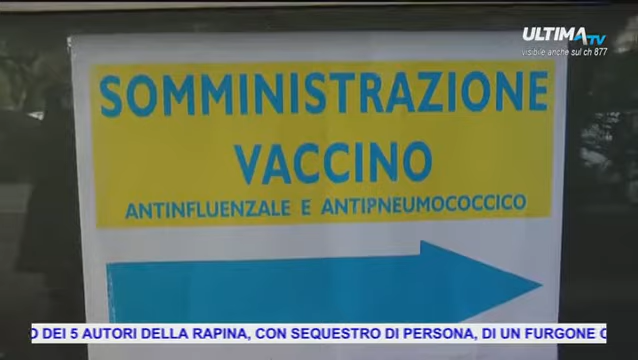 ULTIMA TV
visibile anche sul ch 877
SOMMINISTRAZIONE
VACCINO
ANTINFLUENZALE E ANTIPNEUMOCOCCICO
DEI 5 AUTORI DELLA RAPINA, CON SEQUESTRO DI PERSONA, DI UN FURGONE